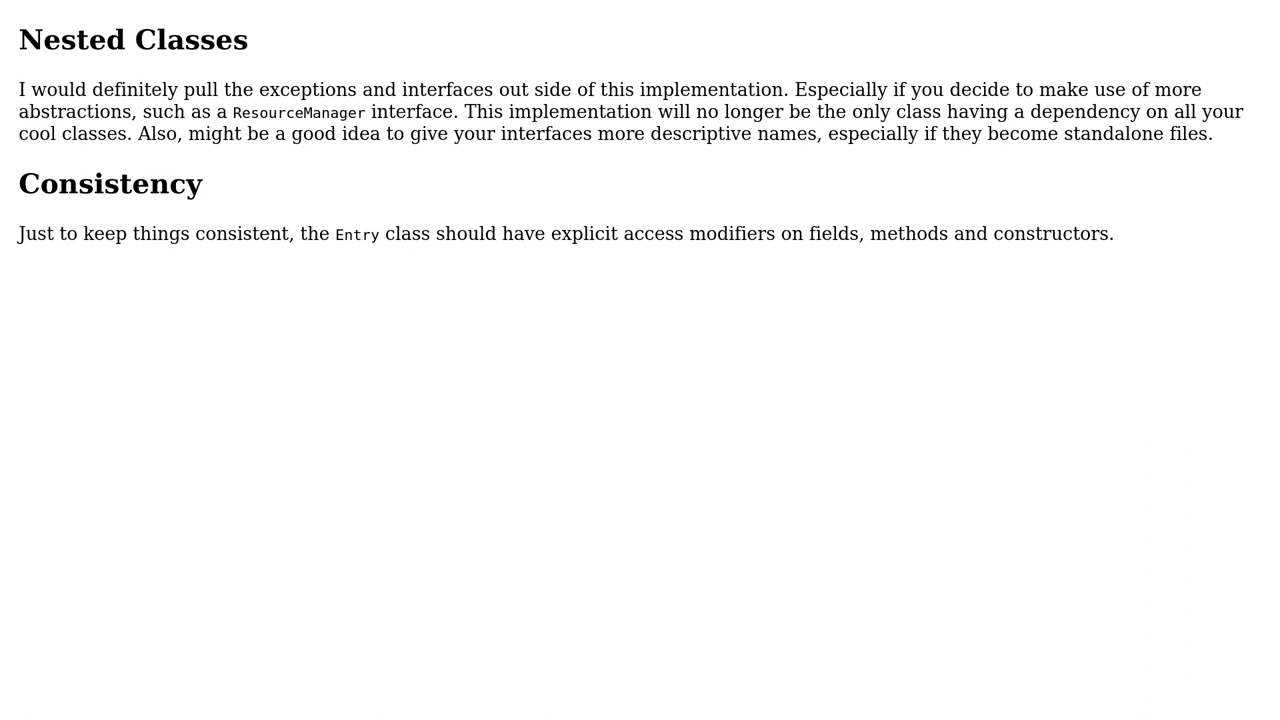 Nested Classes
I would definitely pull the exceptions and interfaces out side of this implementation. Especially if you decide to make use of more
abstractions, such as a ResourceManager interface. This implementation will no longer be the only class having a dependency on all your
cool classes. Also, might be a good idea to give your interfaces more descriptive names, especially if they become standalone files.
Consistency
Just to keep things consistent, the Entry class should have explicit access modifiers on fields, methods and constructors.